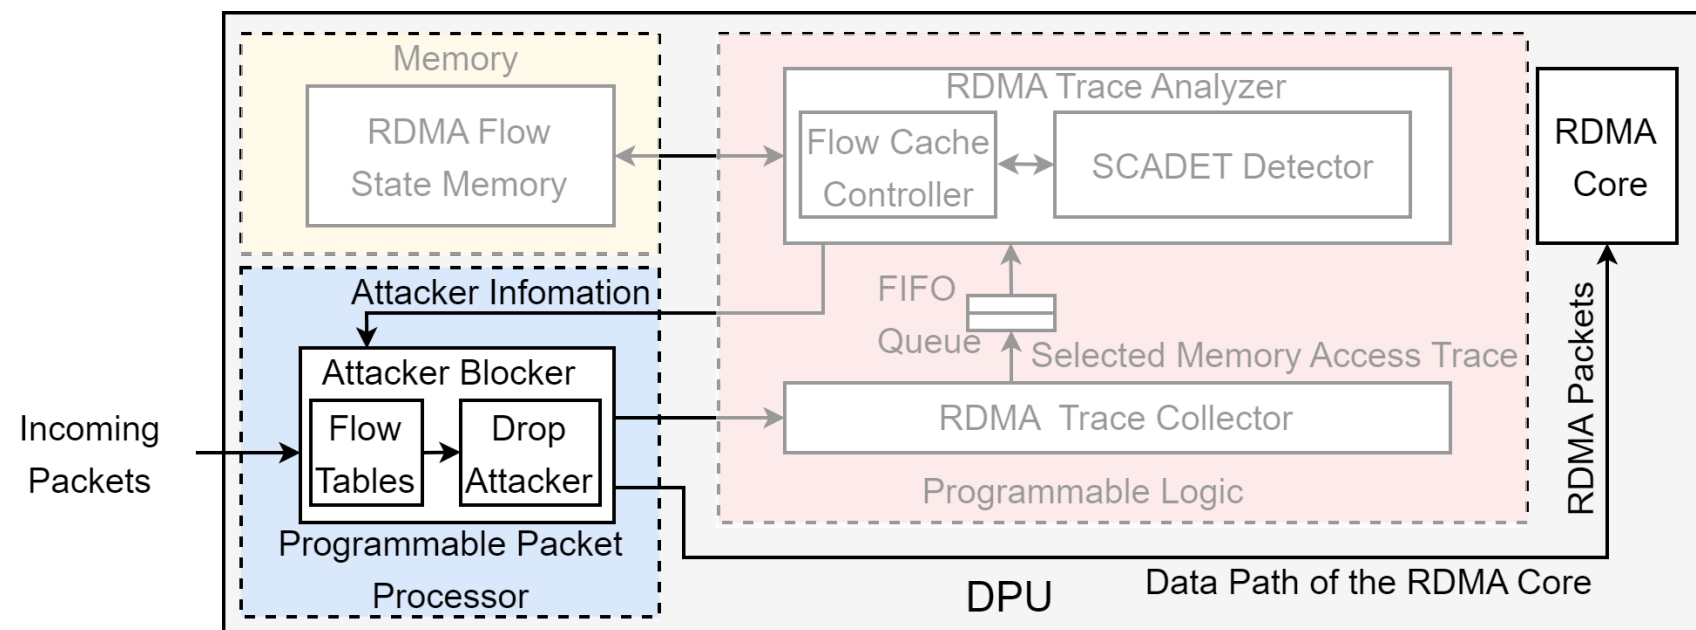 Memory
RDMA Flow
State Memory
RDMA Trace Analyzer
Flow Cache
Controller
SCADET Detector
RDMA
Core
Attacker Infomation
FIFO
Queue
Selected Memory Access Trace
RDMA Packets
Attacker Blocker
Flow
Tables
Drop
Attacker
Incoming
Packets
RDMA Trace Collector
Programmable Logic
Programmable Packet
Processor
DPU
Data Path of the RDMA Core